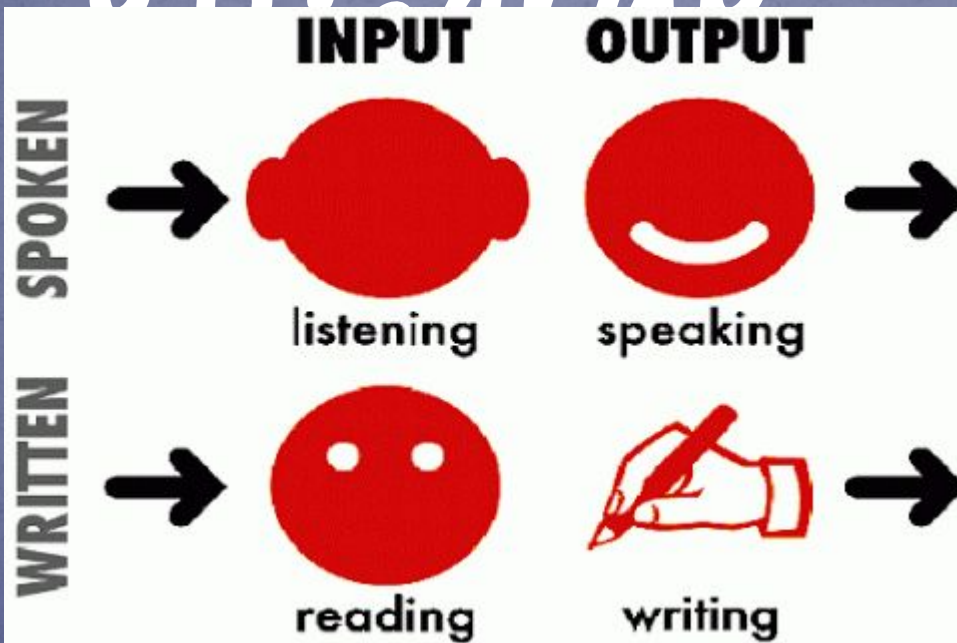 INPUT OUTPUT
SPOKEN
listening speaking
WRITTEN
reading writing